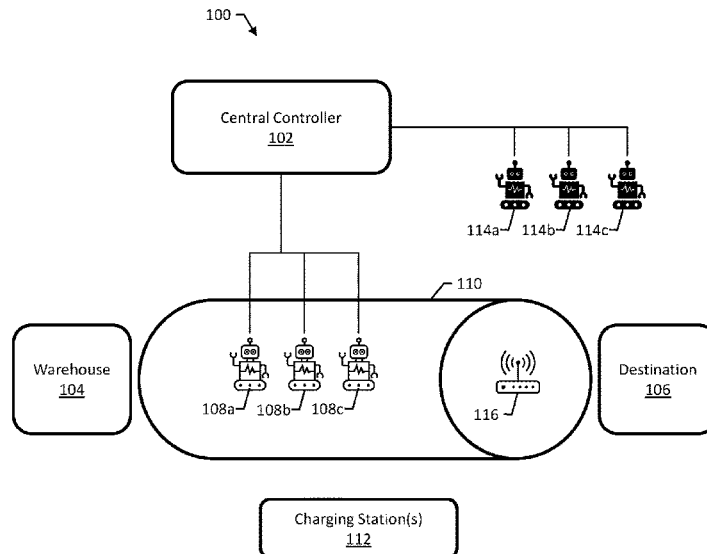 100
Central Controller
102
114a
114b
114c
110
Warehouse
104
108a
108b
108c
116
Destination
106
Charging Station(s)
112